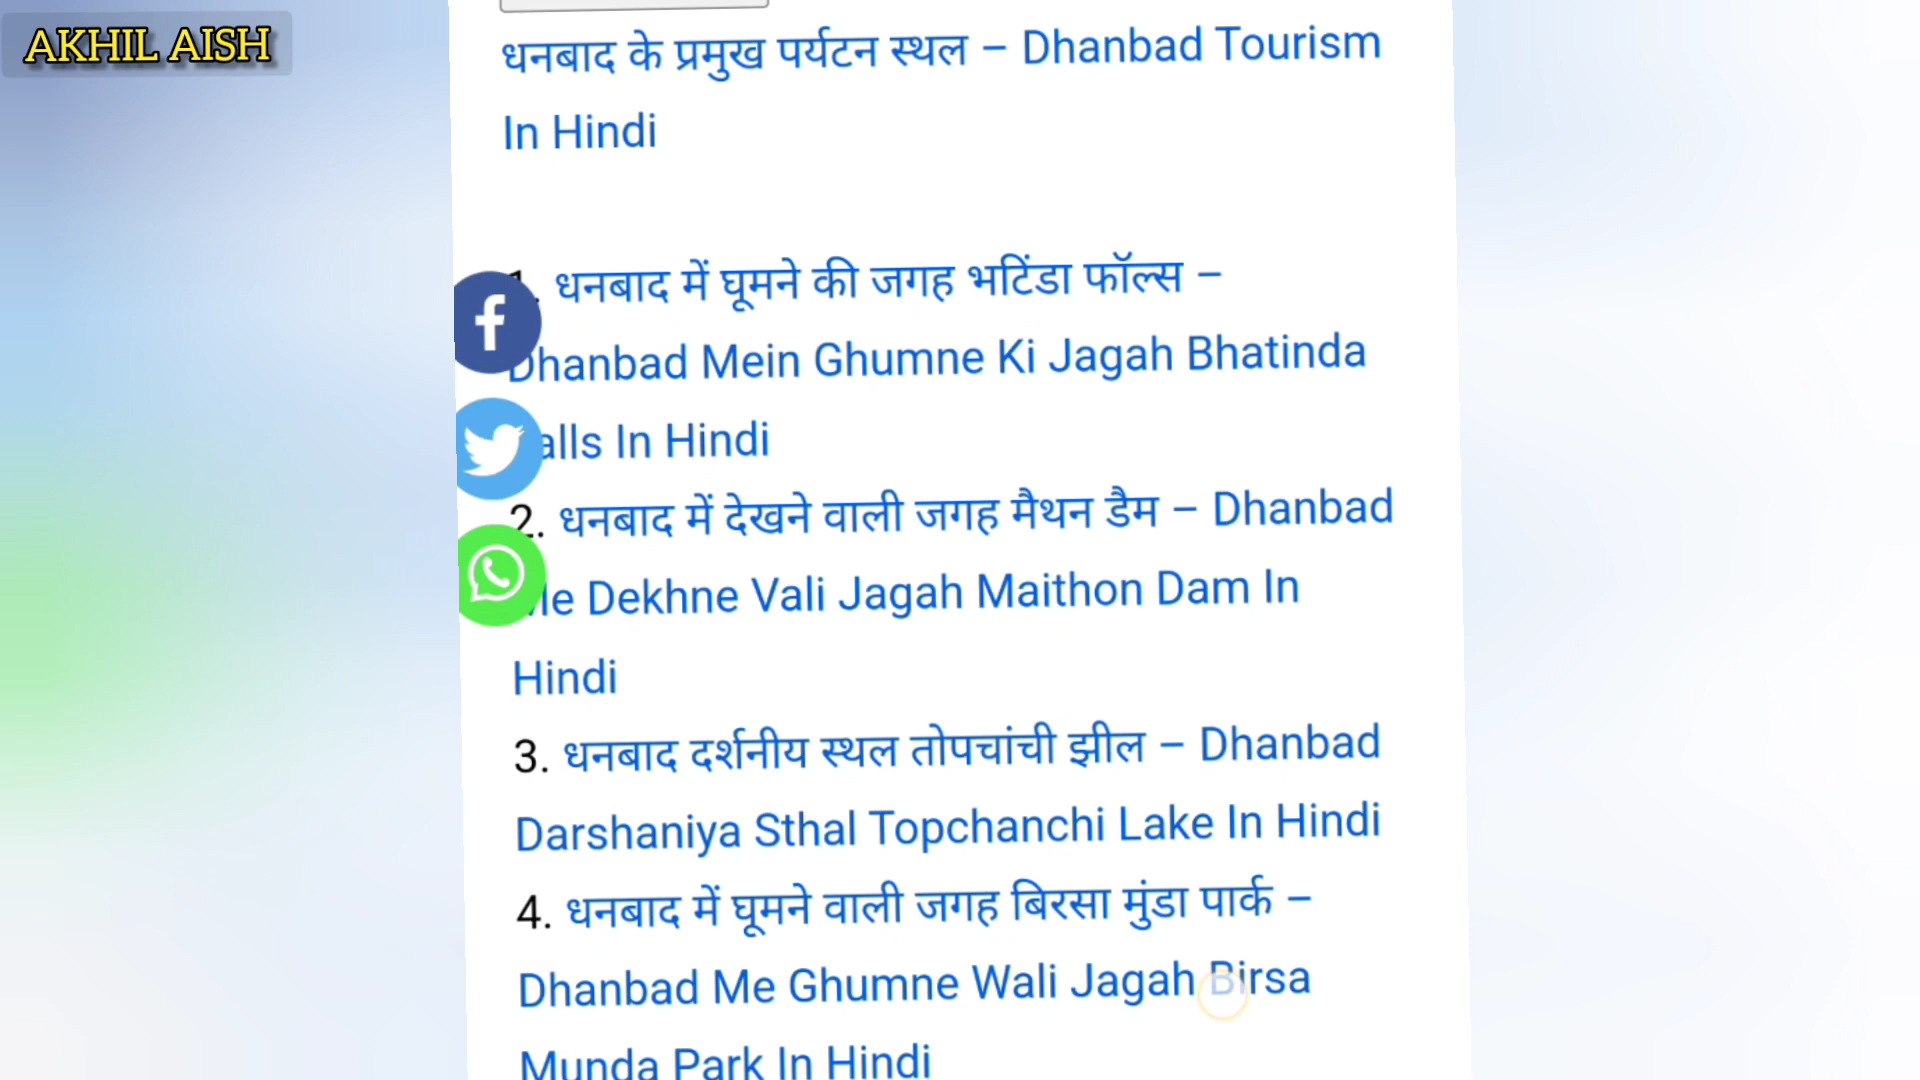 AKHIL AISH
धनबाद के प्रमुख पर्यटन स्थल – Dhanbad Tourism
In Hindi
धनबाद में घूमने की जगह भटिंडा फॉल्स –
Dhanbad Mein Ghumne Ki Jagah Bhatinda
alls In Hindi
2. धनबाद में देखने वाली जगह मैथन डैम – Dhanbad
Me Dekhne Vali Jagah Maithon Dam In
Hindi
3. धनबाद दर्शनीय स्थल तोपचांची झील – Dhanbad
Darshaniya Sthal Topchanchi Lake In Hindi
4. धनबाद में घूमने वाली जगह बिरसा मुंडा पार्क –
Dhanbad Me Ghumne Wali Jagah Birsa
Munda Park In Hindi